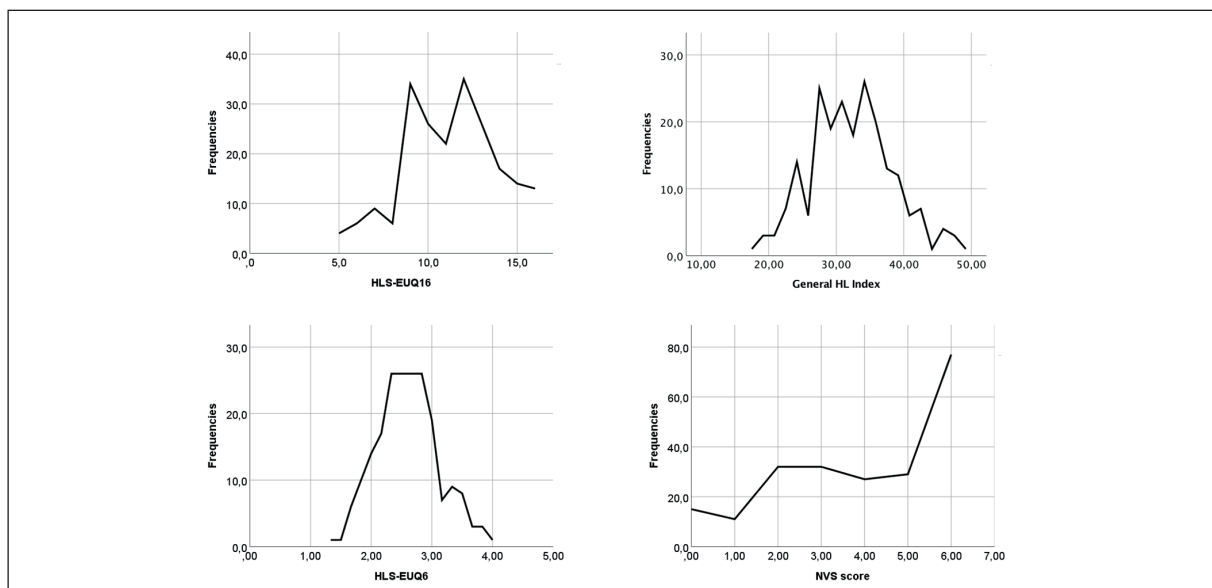 40,0
30,0
20,0
10,0
0,0
Frequencies
,0 5,0 10,0 15,0
HLS-EUQ16
30,0
20,0
10,0
0,0
Frequencies
10,00 20,00 30,00 40,00 50,00
General HL Index
30,0
20,0
10,0
0,0
Frequencies
,00 1,00 2,00 3,00 4,00 5,00
HLS-EUQ6
80,0
60,0
40,0
20,0
0,0
Frequencies
,00 1,00 2,00 3,00 4,00 5,00 6,00 7,00
NVS score